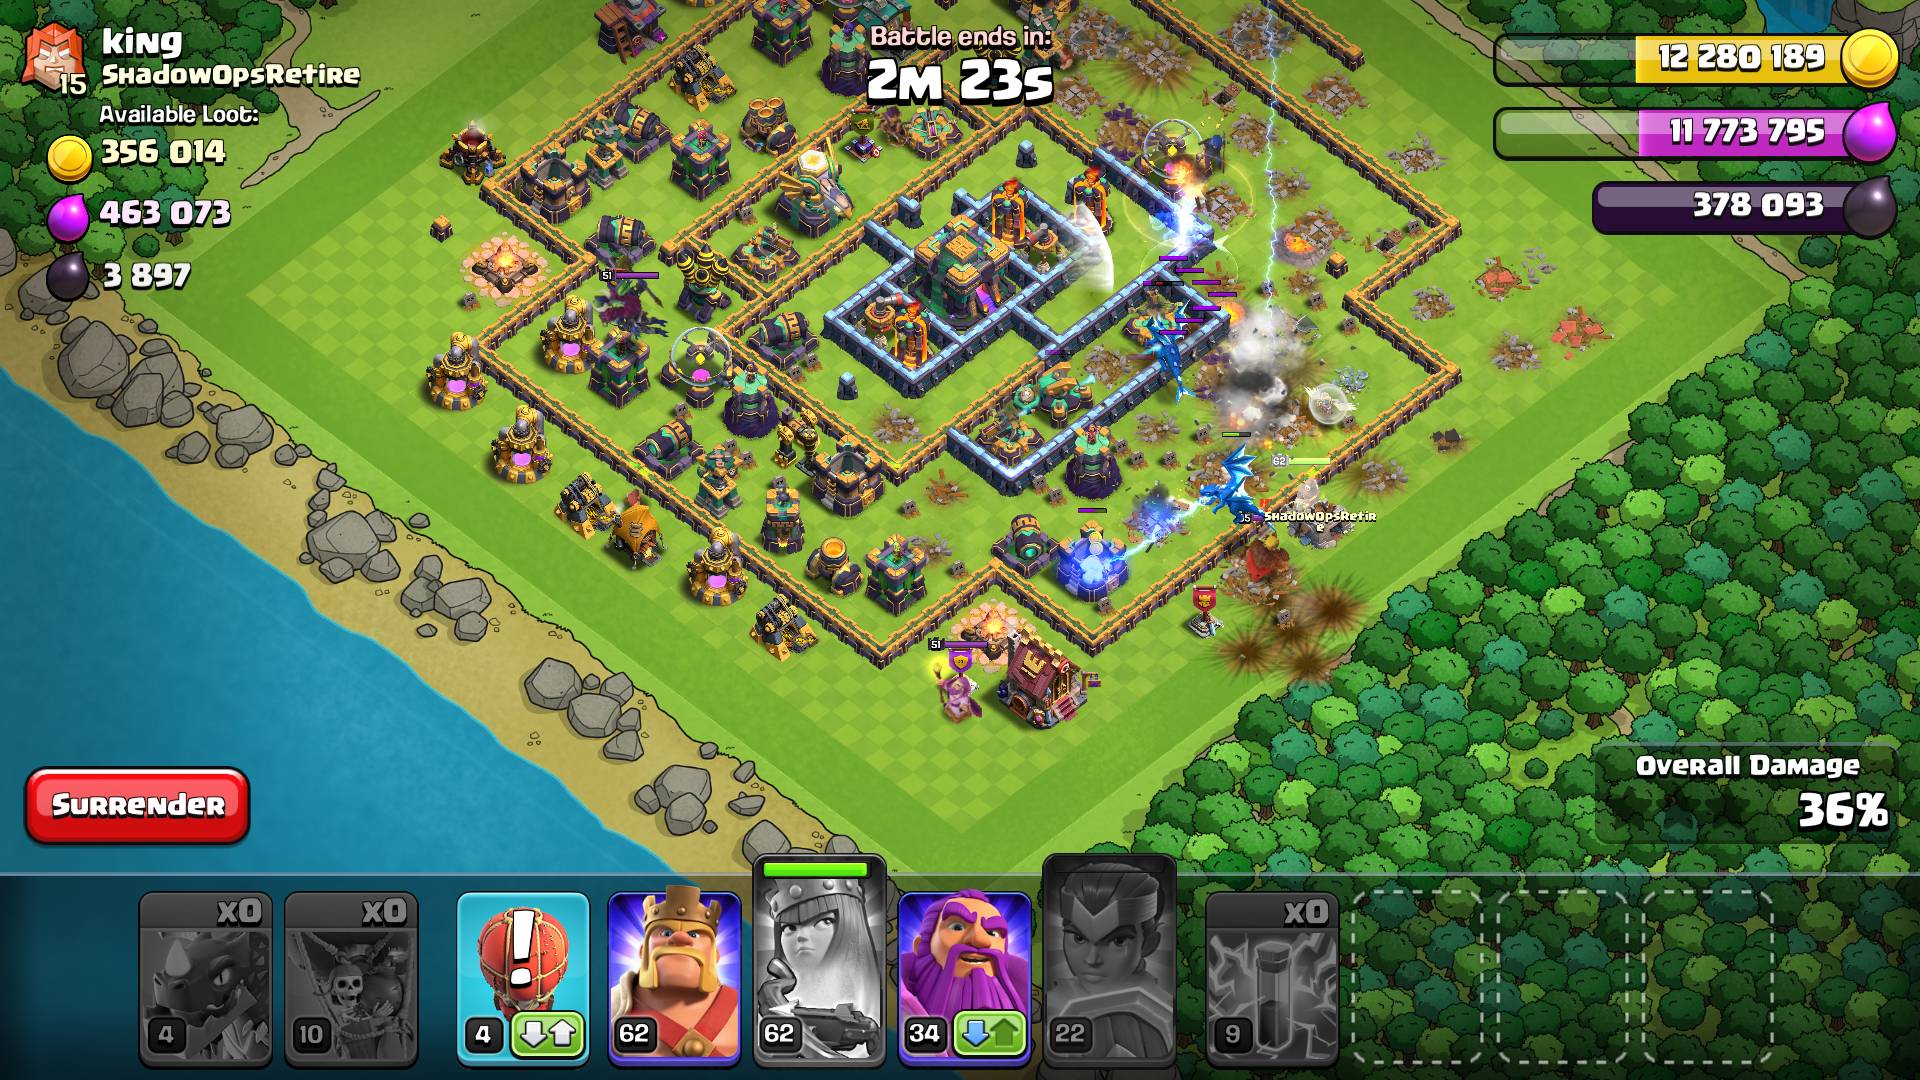 king
15
ShadowOpsRetire
Available Loot:
356 014
463 073
3 897
Battle ends in:
2m 23s
12 280 189
11 773 795
378 093
51
62
ShadowOpsRetir
e
51
Surrender
Overall Damage
36%
x0
4
x0
10
!
4
62
62
34
22
x0
9